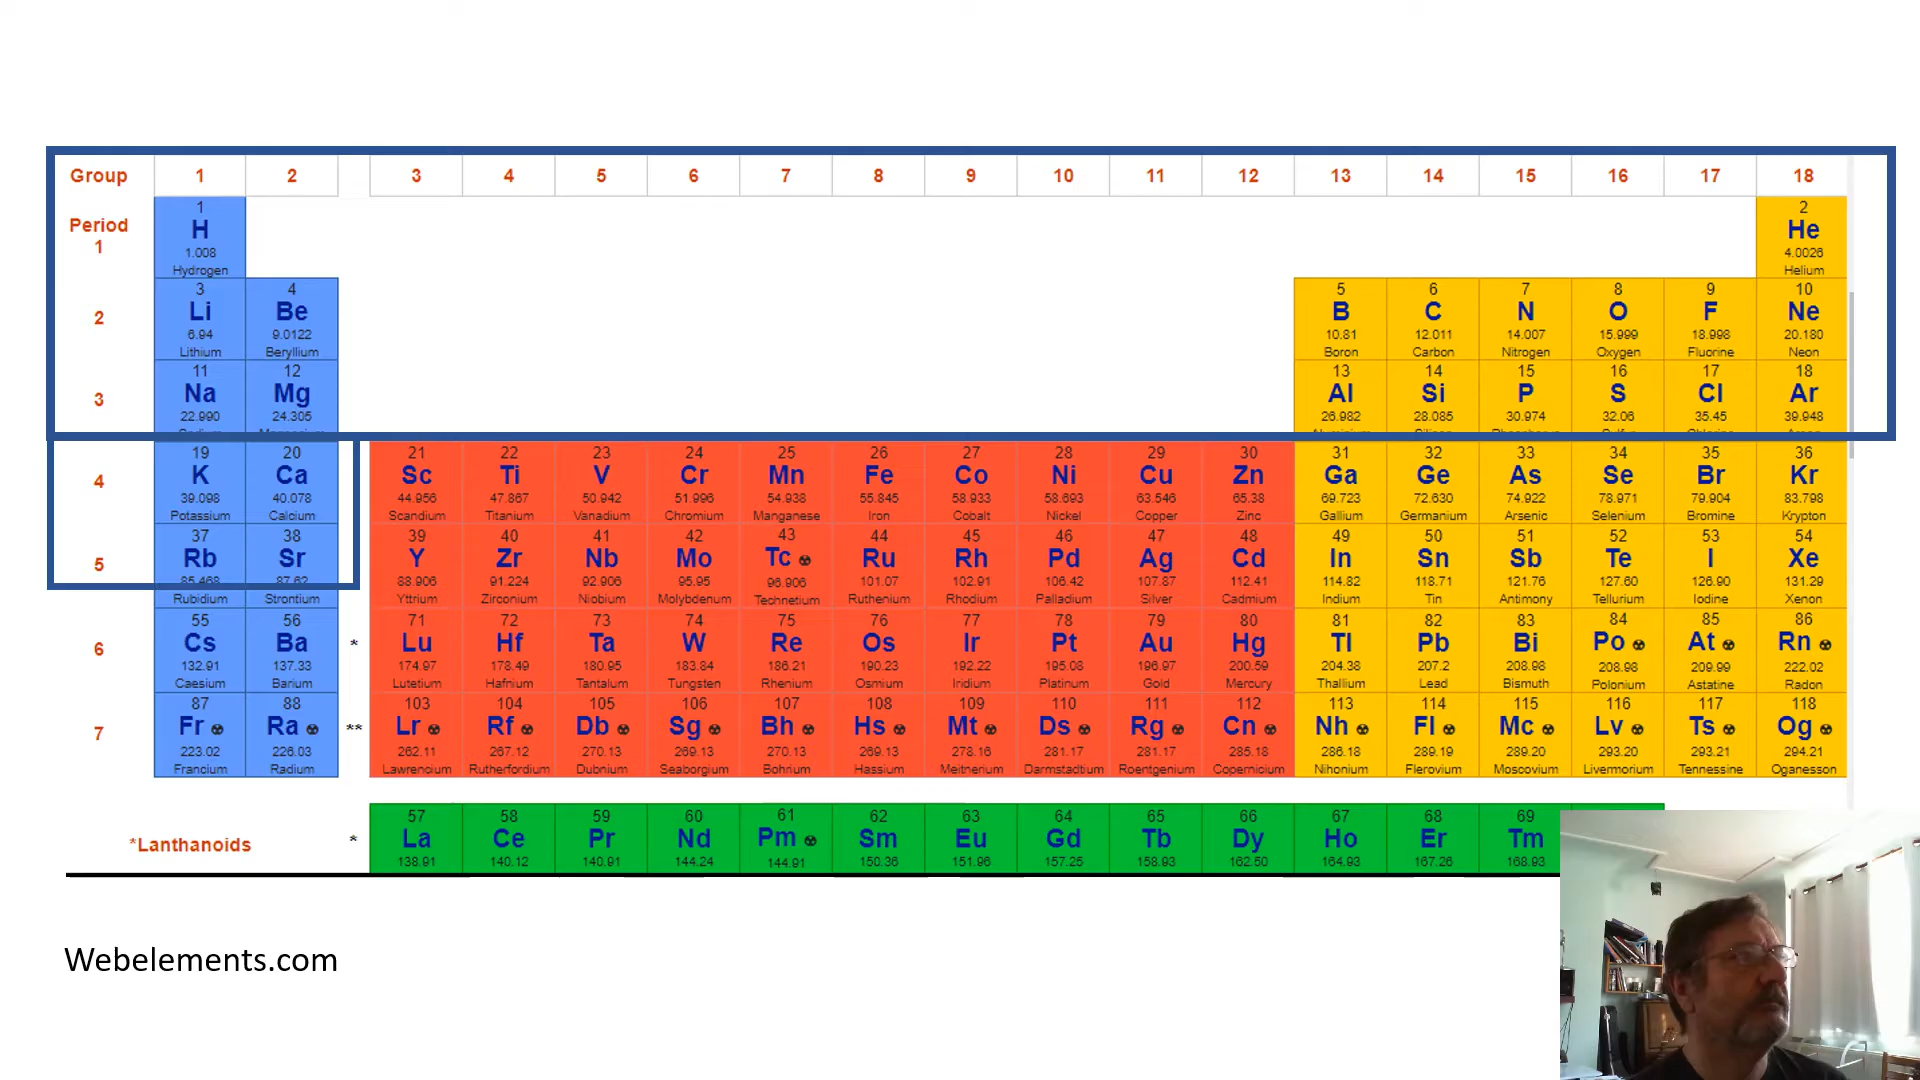 Group 1 2 3 4 5 6 7 8 9 10 11 12 13 14 15 16 17 18
Period
1
1 2
H He
1.008 4.0026
Hydrogen Helium
2
3 4 5 6 7 8 9 10
Li Be B C N O F Ne
6.94 9.0122 10.81 12.011 14.007 15.999 18.998 20.180
Lithium Beryllium Boron Carbon Nitrogen Oxygen Fluorine Neon
3
11 12 13 14 15 16 17 18
Na Mg Al Si P S Cl Ar
22.990 24.305 26.982 28.085 30.974 32.06 35.45 39.948
4
19 20 21 22 23 24 25 26 27 28 29 30 31 32 33 34 35 36
K Ca Sc Ti V Cr Mn Fe Co Ni Cu Zn Ga Ge As Se Br Kr
39.098 40.078 44.956 47.867 50.942 51.996 54.938 55.845 58.933 58.693 63.546 65.38 69.723 72.630 74.922 78.971 79.904 83.798
Potassium Calcium Scandium Titanium Vanadium Chromium Manganese Iron Cobalt Nickel Copper Zinc Gallium Germanium Arsenic Selenium Bromine Krypton
5
37 38 39 40 41 42 43 44 45 46 47 48 49 50 51 52 53 54
Rb Sr Y Zr Nb Mo Tc Ru Rh Pd Ag Cd In Sn Sb Te I Xe
85.468 87.62 88.906 91.224 92.906 95.95 96.906 101.07 102.91 106.42 107.87 112.41 114.82 118.71 121.76 127.60 126.90 131.29
Rubidium Strontium Yttrium Zirconium Niobium Molybdenum Technetium Ruthenium Rhodium Palladium Silver Cadmium Indium Tin Antimony Tellurium Iodine Xenon
6 *
55 56 71 72 73 74 75 76 77 78 79 80 81 82 83 84 85 86
Cs Ba Lu Hf Ta W Re Os Ir Pt Au Hg Tl Pb Bi Po At Rn
132.91 137.33 174.97 178.49 180.95 183.84 186.21 190.23 192.22 195.08 196.97 200.59 204.38 207.2 208.98 208.98 209.99 222.02
Caesium Barium Lutetium Hafnium Tantalum Tungsten Rhenium Osmium Iridium Platinum Gold Mercury Thallium Lead Bismuth Polonium Astatine Radon
7 **
87 88 103 104 105 106 107 108 109 110 111 112 113 114 115 116 117 118
Fr Ra Lr Rf Db Sg Bh Hs Mt Ds Rg Cn Nh Fl Mc Lv Ts Og
223.02 226.03 262.11 267.12 270.13 269.13 270.13 269.13 278.16 281.17 281.17 285.18 286.18 289.19 289.20 293.20 293.21 294.21
Francium Radium Lawrencium Rutherfordium Dubnium Seaborgium Bohrium Hassium Meitnerium Darmstadtium Roentgenium Copernicium Nihonium Flerovium Moscovium Livermorium Tennessine Oganesson
*Lanthanoids *
57 58 59 60 61 62 63 64 65 66 67 68 69
La Ce Pr Nd Pm Sm Eu Gd Tb Dy Ho Er Tm
138.91 140.12 140.91 144.24 144.91 150.36 151.96 157.25 158.93 162.50 164.93 167.26 168.93
Webelements.com